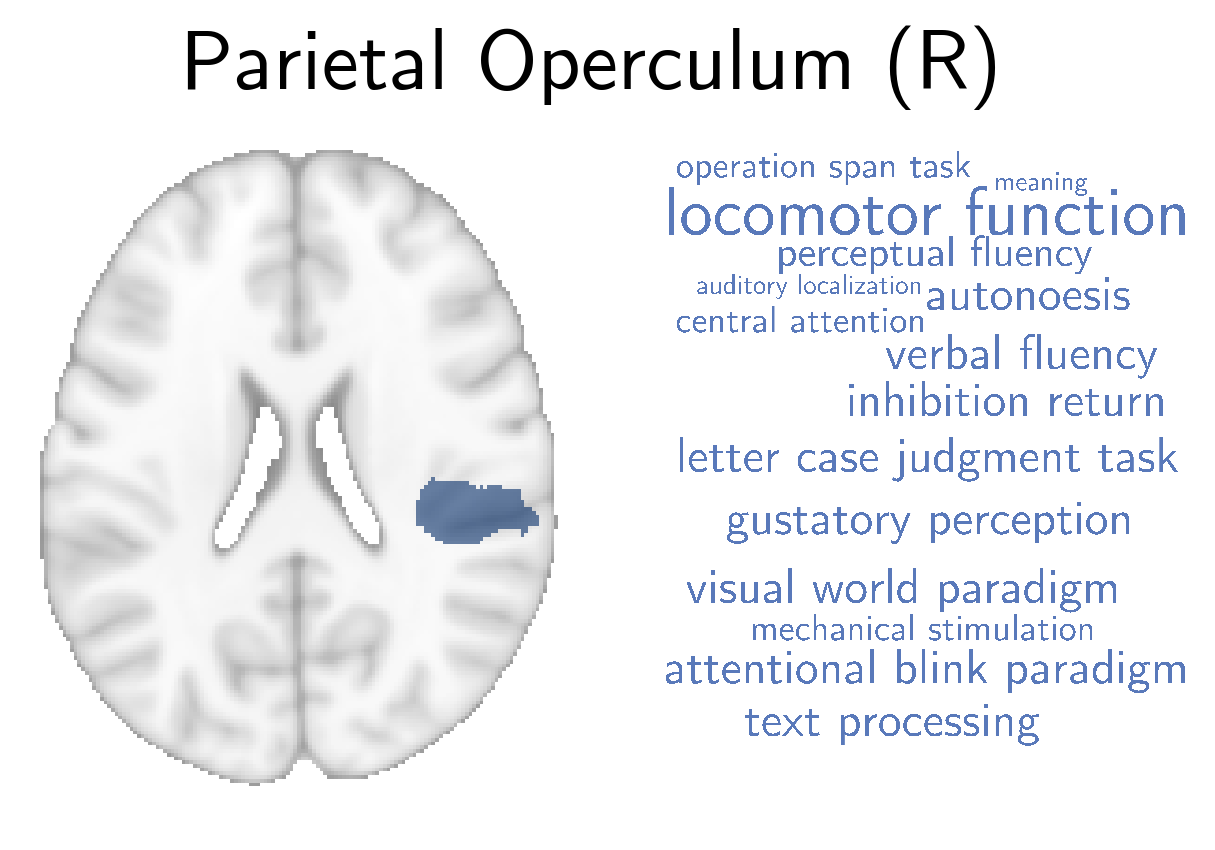 Parietal Operculum (R)
operation span task
meaning
locomotor function
perceptual fluency
auditory localization
autonoesis
central attention
verbal fluency
inhibition return
letter case judgment task
gustatory perception
visual world paradigm
mechanical stimulation
attentional blink paradigm
text processing